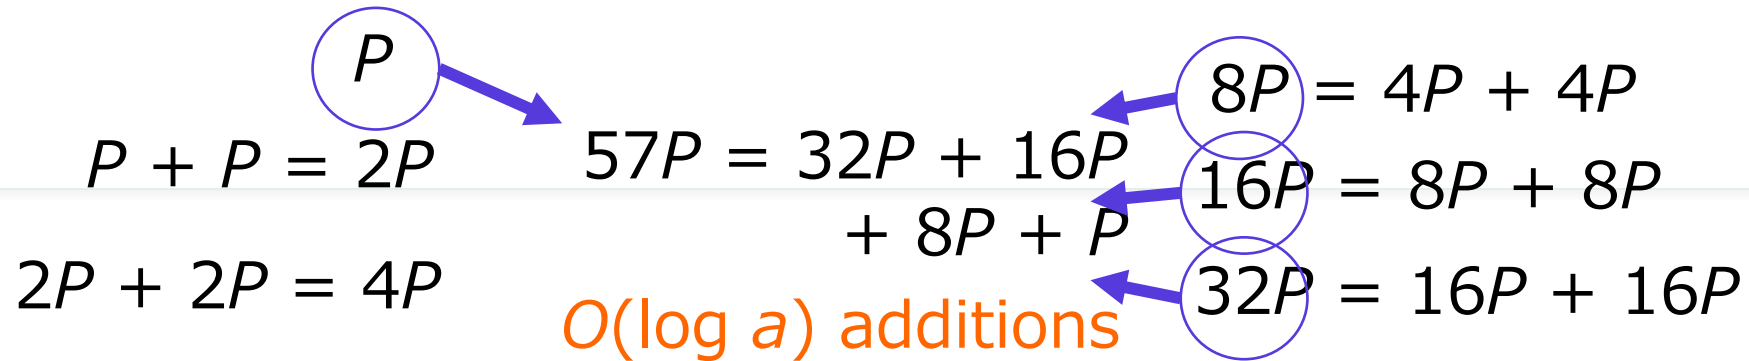 P
P + P = 2P
2P + 2P = 4P
57P = 32P + 16P
+ 8P + P
O(log a) additions
8P = 4P + 4P
16P = 8P + 8P
32P = 16P + 16P